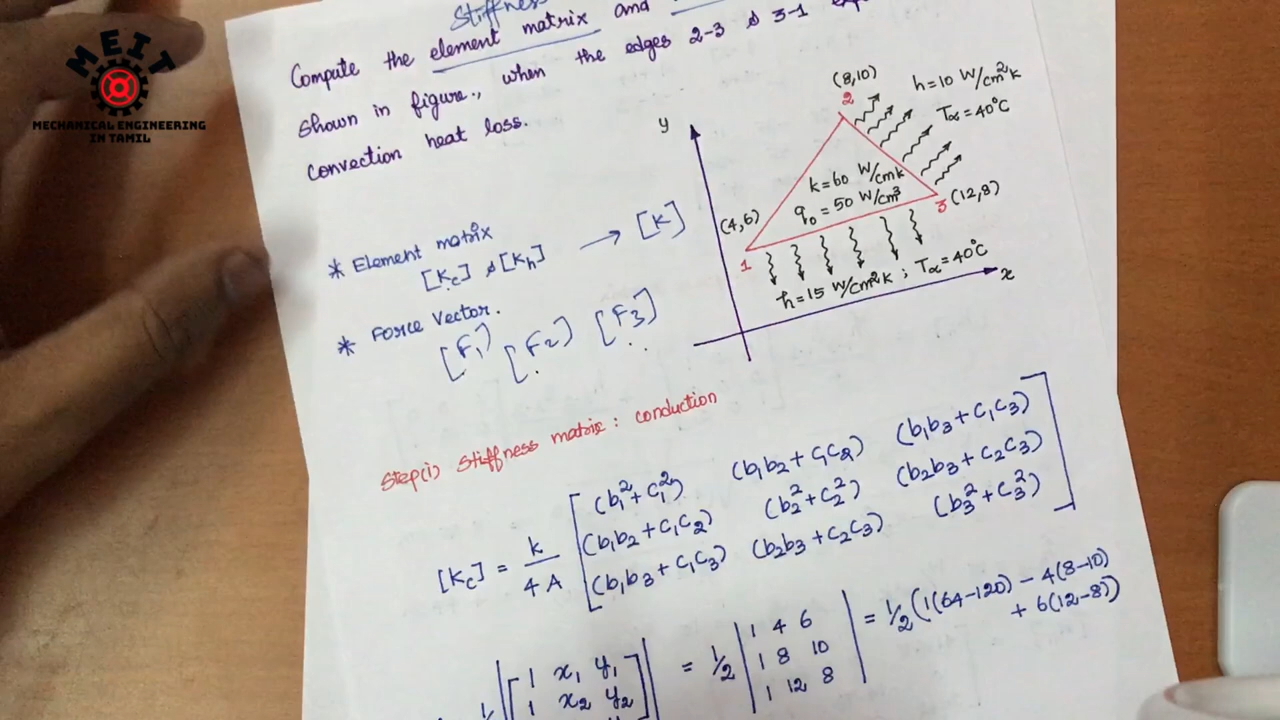 MEIT
MECHANICAL ENGINEERING
IN TAMIL
Stiffness
Compute the element matrix and
shown in figure., when the edges 2-3 & 3-1
convection heat loss.
y
(8,10)
2
h=10 W/cm²k
T∝=40°C
k=60 W/cmk
q₀=50 W/cm³
(4,6)
1
3 (12,8)
h=15 W/cm²k ; T∝=40°C
x
* Element matrix
[Kc] & [Kh] → [K]
* Force Vector.
[F1] [F2] [F3]
Step(i) Stiffness matrix: conduction
[Kc] = k/4A [(b₁²+c₁²) (b₁b₂+c₁c₂) (b₁b₃+c₁c₃)
(b₁b₂+c₁c₂) (b₂²+c₂²) (b₂b₃+c₂c₃)
(b₁b₃+c₁c₃) (b₂b₃+c₂c₃) (b₃²+c₃²)]
1/2 |[1 x₁ y₁
1 x₂ y₂]| = 1/2 |1 4 6
1 8 10
1 12 8| = 1/2 (1(64-120) - 4(8-10)
+ 6(12-8))